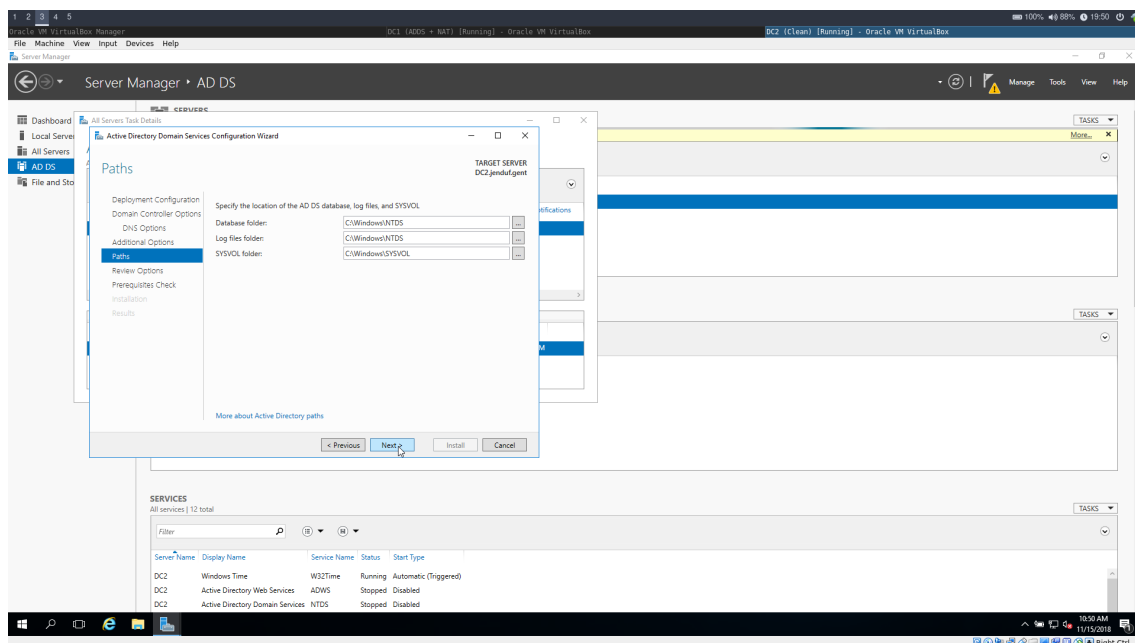 1 2 3 4 5
100% 88% 19:50
Oracle VM VirtualBox Manager
DC1 (ADDS + NAT) [Running] - Oracle VM VirtualBox
DC2 (Clean) [Running] - Oracle VM VirtualBox
File Machine View Input Devices Help
Server Manager
Server Manager • AD DS
Manage Tools View Help
SERVERS
Dashboard
Local Server
All Servers
AD DS
File and Sto
TASKS
More...
All Servers Task Details
Active Directory Domain Services Configuration Wizard
Paths
TARGET SERVER
DC2.jenduf.gent
Deployment Configuration
Domain Controller Options
DNS Options
Additional Options
Paths
Review Options
Prerequisites Check
Installation
Results
Specify the location of the AD DS database, log files, and SYSVOL
Database folder: C:\Windows\NTDS ...
Log files folder: C:\Windows\NTDS ...
SYSVOL folder: C:\Windows\SYSVOL ...
otifications
M
More about Active Directory paths
< Previous Next > Install Cancel
TASKS
SERVICES
All services | 12 total
TASKS
Filter
Server Name Display Name Service Name Status Start Type
DC2 Windows Time W32Time Running Automatic (Triggered)
DC2 Active Directory Web Services ADWS Stopped Disabled
DC2 Active Directory Domain Services NTDS Stopped Disabled
10:50 AM
11/15/2018
Right Ctrl